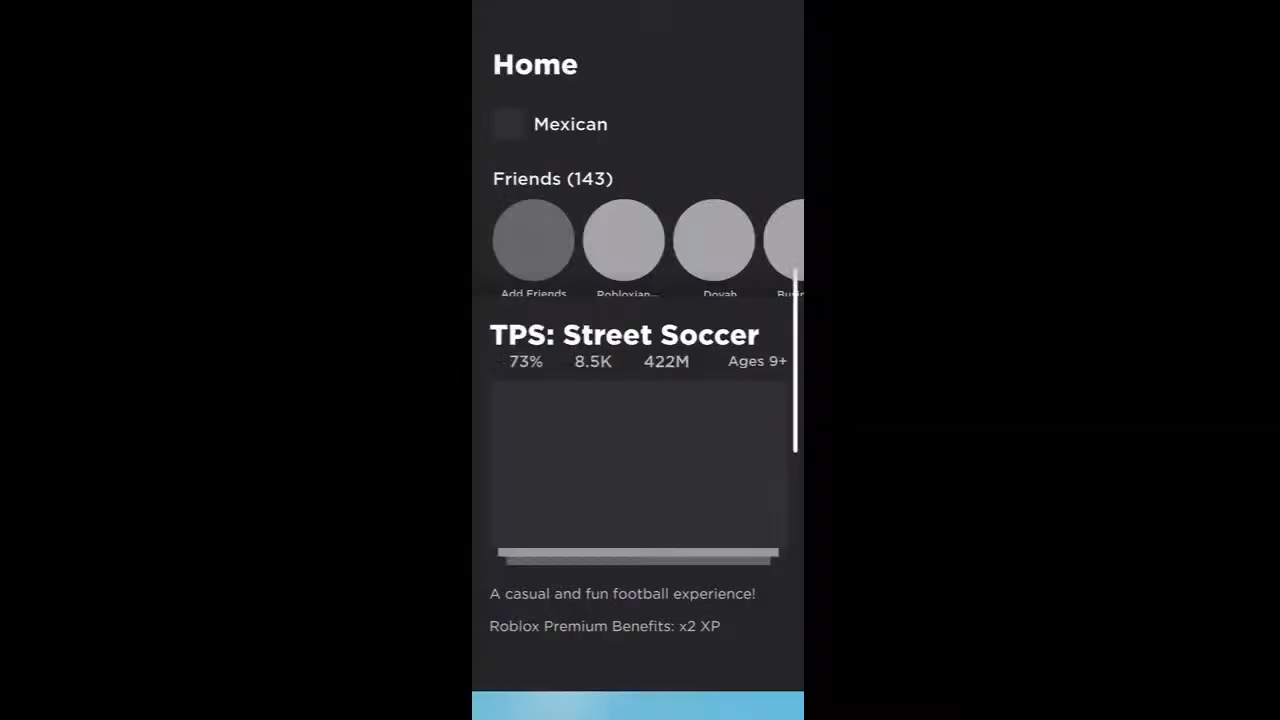 Home
Mexican
Friends (143)
Add Friends Robloxian... Dovah
TPS: Street Soccer
73% 8.5K 422M Ages 9+
A casual and fun football experience!
Roblox Premium Benefits: x2 XP